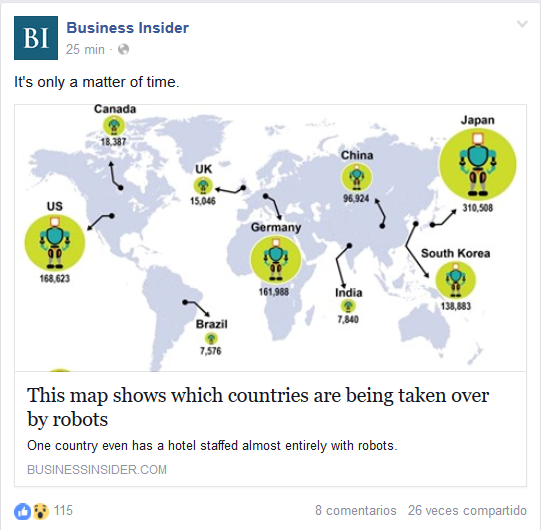 BI
Business Insider
25 min ·
It's only a matter of time.
Canada
18,387
Japan
310,508
UK
15,046
China
96,924
US
168,623
Germany
161,988
South Korea
138,883
India
7,840
Brazil
7,576
This map shows which countries are being taken over
by robots
One country even has a hotel staffed almost entirely with robots.
BUSINESSINSIDER.COM
115
8 comentarios 26 veces compartido